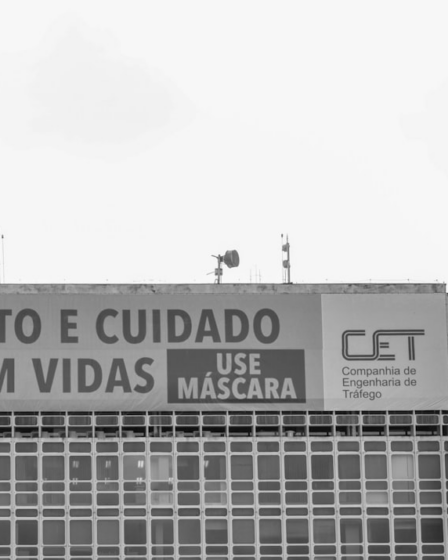 TO E CUIDADO
M VIDAS
USE
MÁSCARA
CET
Companhia de
Engenharia de
Tráfego